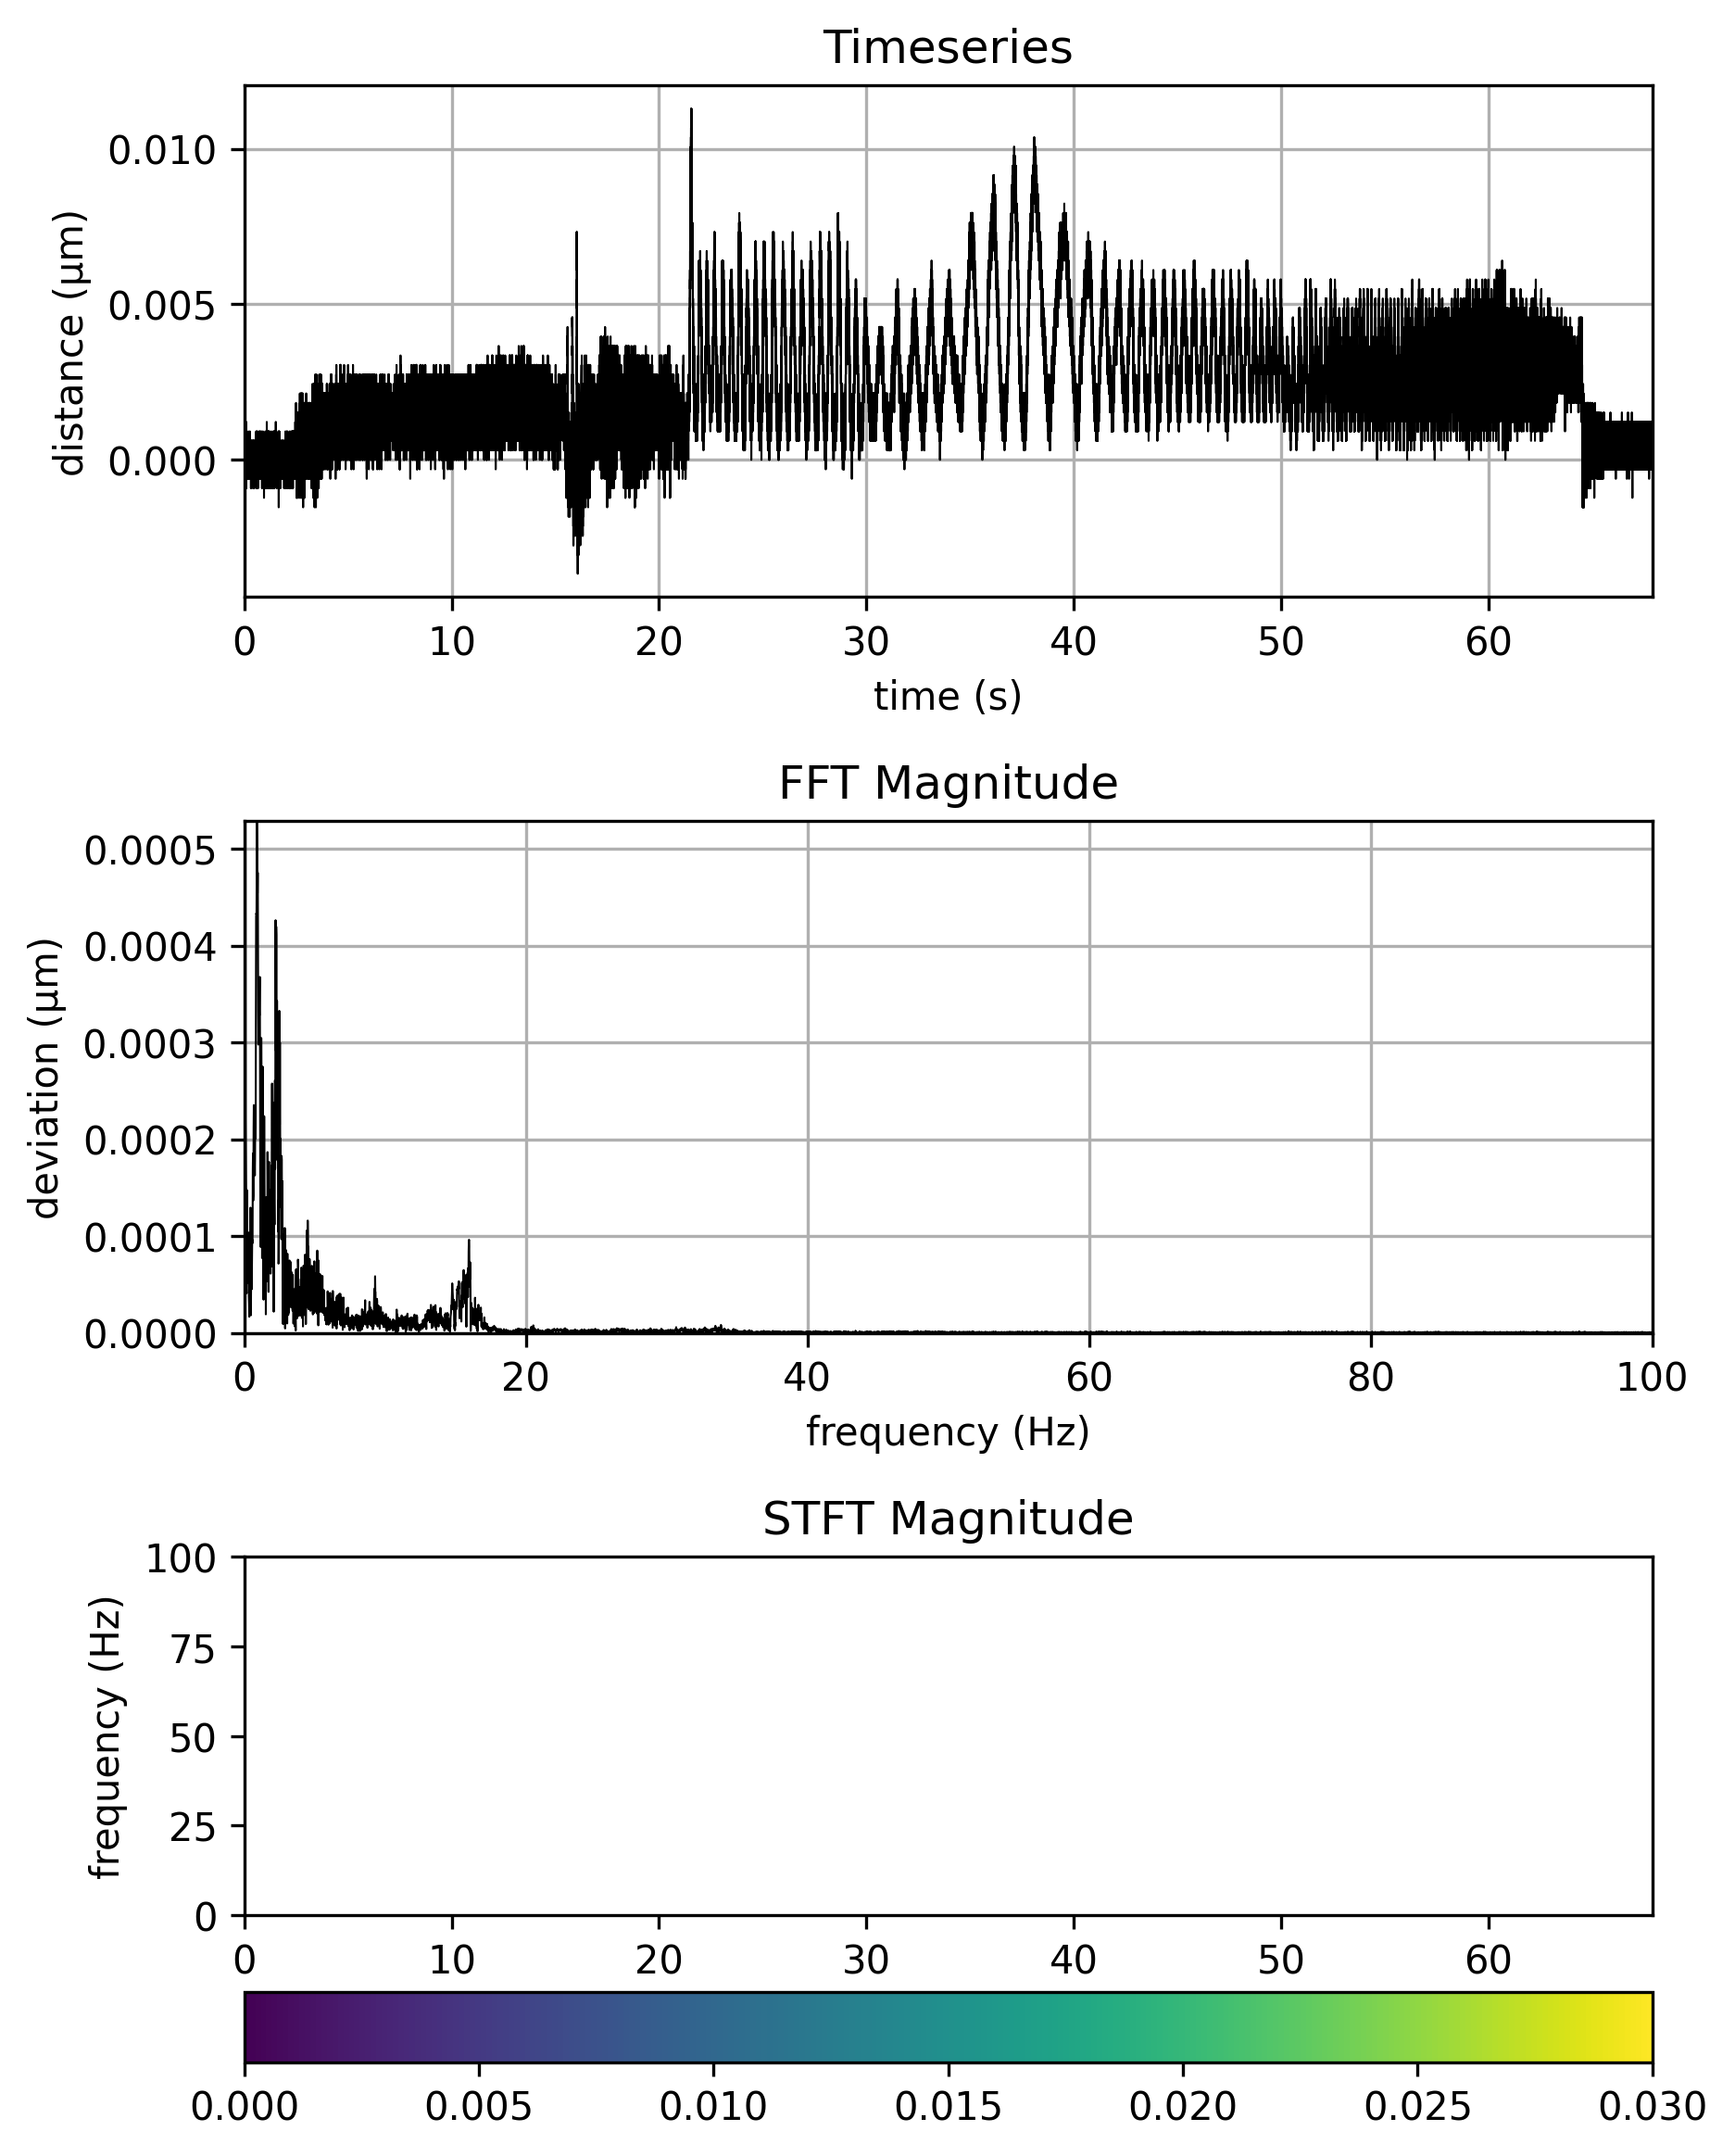 Timeseries
0.010
0.005
0.000
distance (µm)
0 10 20 30 40 50 60
time (s)
FFT Magnitude
0.0005
0.0004
0.0003
0.0002
0.0001
0.0000
deviation (µm)
0 20 40 60 80 100
frequency (Hz)
STFT Magnitude
100
75
50
25
0
frequency (Hz)
0 10 20 30 40 50 60
0.000 0.005 0.010 0.015 0.020 0.025 0.030